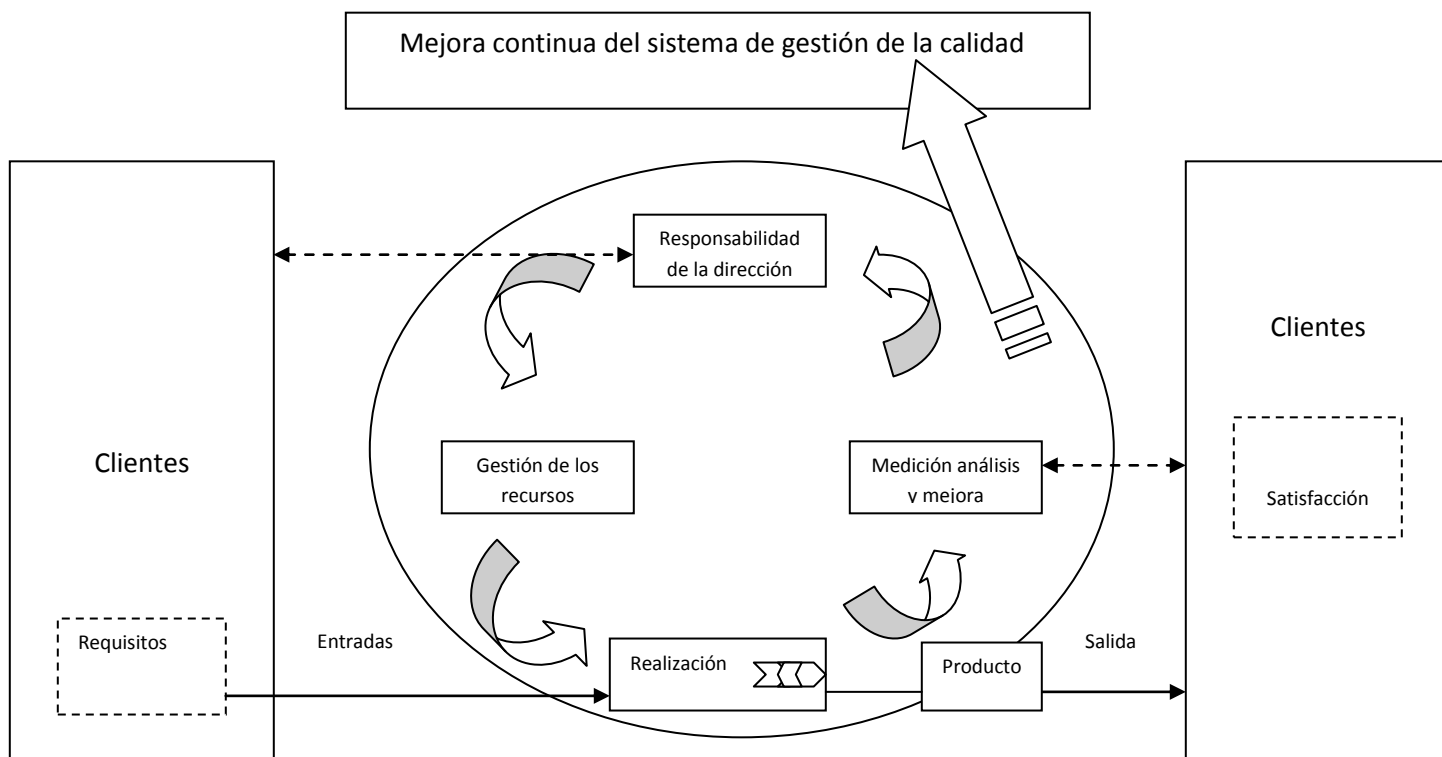 Mejora continua del sistema de gestión de la calidad
Responsabilidad
de la dirección
Clientes
Clientes
Gestión de los
recursos
Medición análisis
y mejora
Satisfacción
Requisitos
Entradas
Realización
Producto
Salida